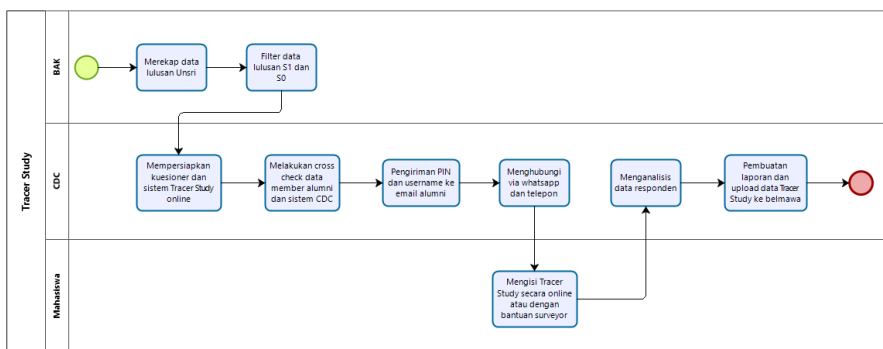 Tracer Study
BAK
Merekap data
lulusan Unsri
Filter data
lulusan S1 dan
S0
CDC
Mempersiapkan
kuesioner dan
sistem Tracer Study
online
Melakukan cross
check data
member alumni
dan sistem CDC
Pengiriman PIN
dan username ke
email alumni
Menghubungi
via whatsapp
dan telepon
Menganalisis
data responden
Pembuatan
laporan dan
upload data Tracer
Study ke belmawa
Mahasiswa
Mengisi Tracer
Study secara online
atau dengan
bantuan surveyor